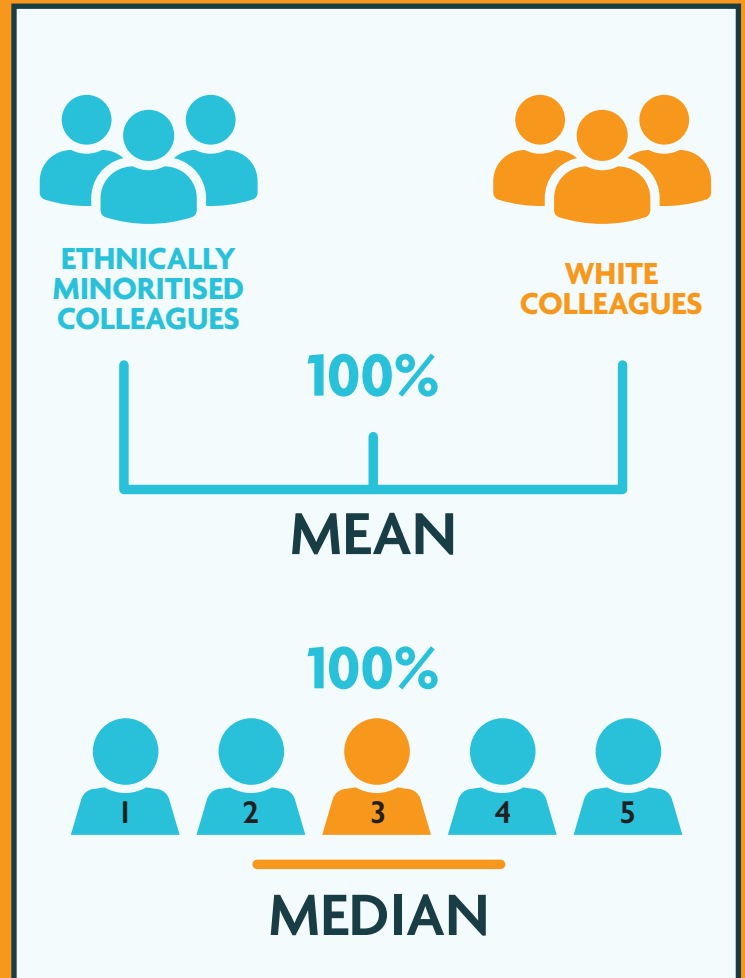 ETHNICALLY
MINORITISED
COLLEAGUES
WHITE
COLLEAGUES
100%
MEAN
100%
1 2 3 4 5
MEDIAN